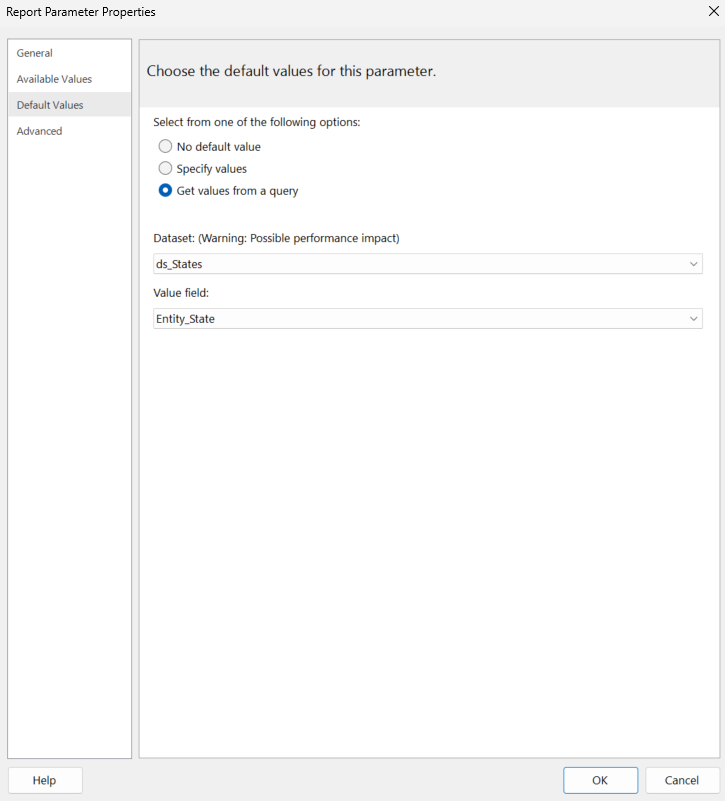 Report Parameter Properties
General
Available Values
Default Values
Advanced
Choose the default values for this parameter.
Select from one of the following options:
No default value
Specify values
Get values from a query
Dataset: (Warning: Possible performance impact)
ds_States
Value field:
Entity_State
Help
OK
Cancel